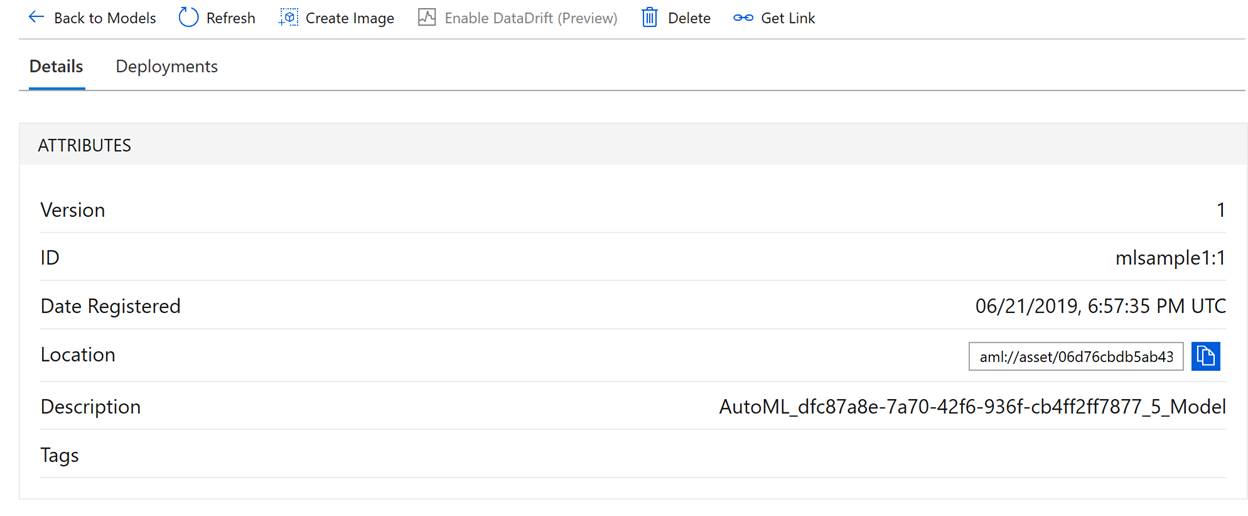 Back to Models Refresh Create Image Enable DataDrift (Preview) Delete Get Link
Details Deployments
ATTRIBUTES
Version 1
ID mlsample1:1
Date Registered 06/21/2019, 6:57:35 PM UTC
Location aml://asset/06d76cbdb5ab43
Description AutoML_dfc87a8e-7a70-42f6-936f-cb4ff2ff7877_5_Model
Tags